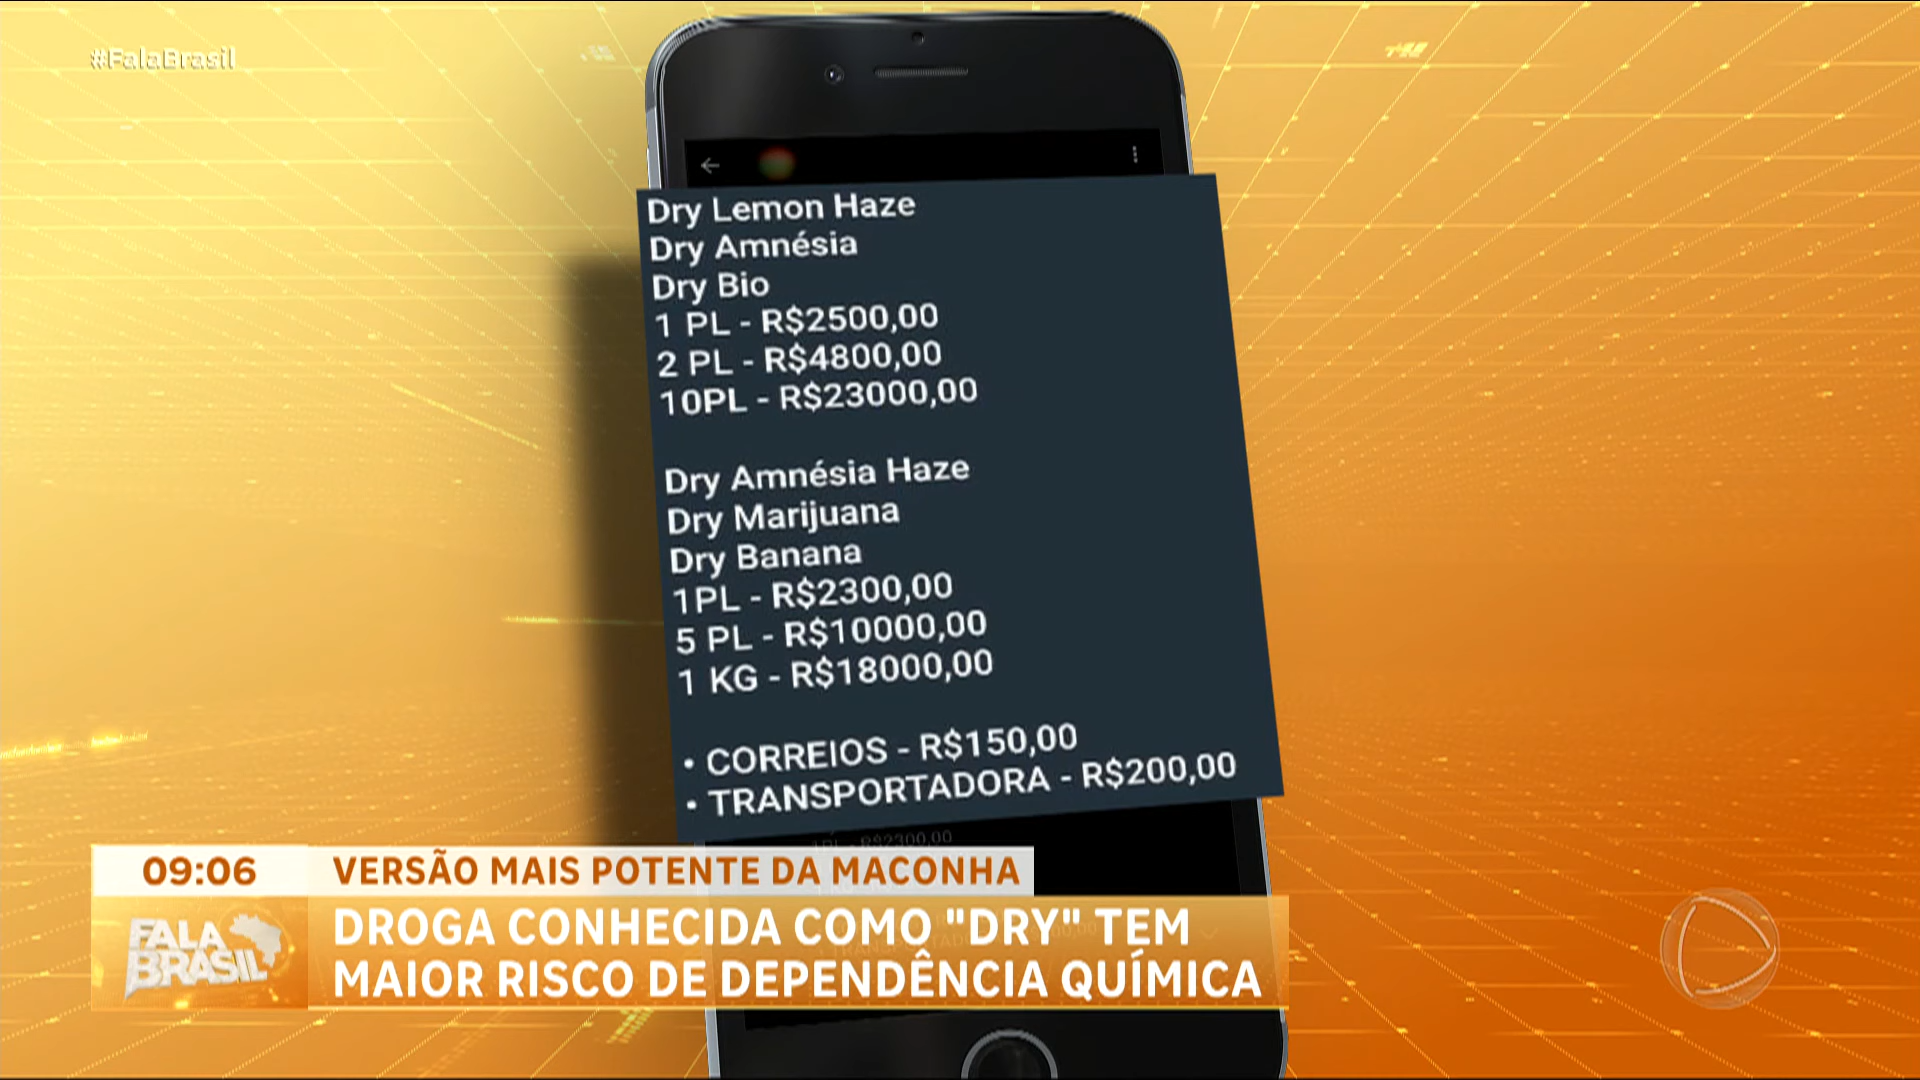 #FalaBrasil
Dry Lemon Haze
Dry Amnésia
Dry Bio
1 PL - R$2500,00
2 PL - R$4800,00
10PL - R$23000,00
Dry Amnésia Haze
Dry Marijuana
Dry Banana
1PL - R$2300,00
5 PL - R$10000,00
1 KG - R$18000,00
• CORREIOS - R$150,00
• TRANSPORTADORA - R$200,00
09:06
VERSÃO MAIS POTENTE DA MACONHA
FALA
BRASIL
DROGA CONHECIDA COMO "DRY" TEM
MAIOR RISCO DE DEPENDÊNCIA QUÍMICA